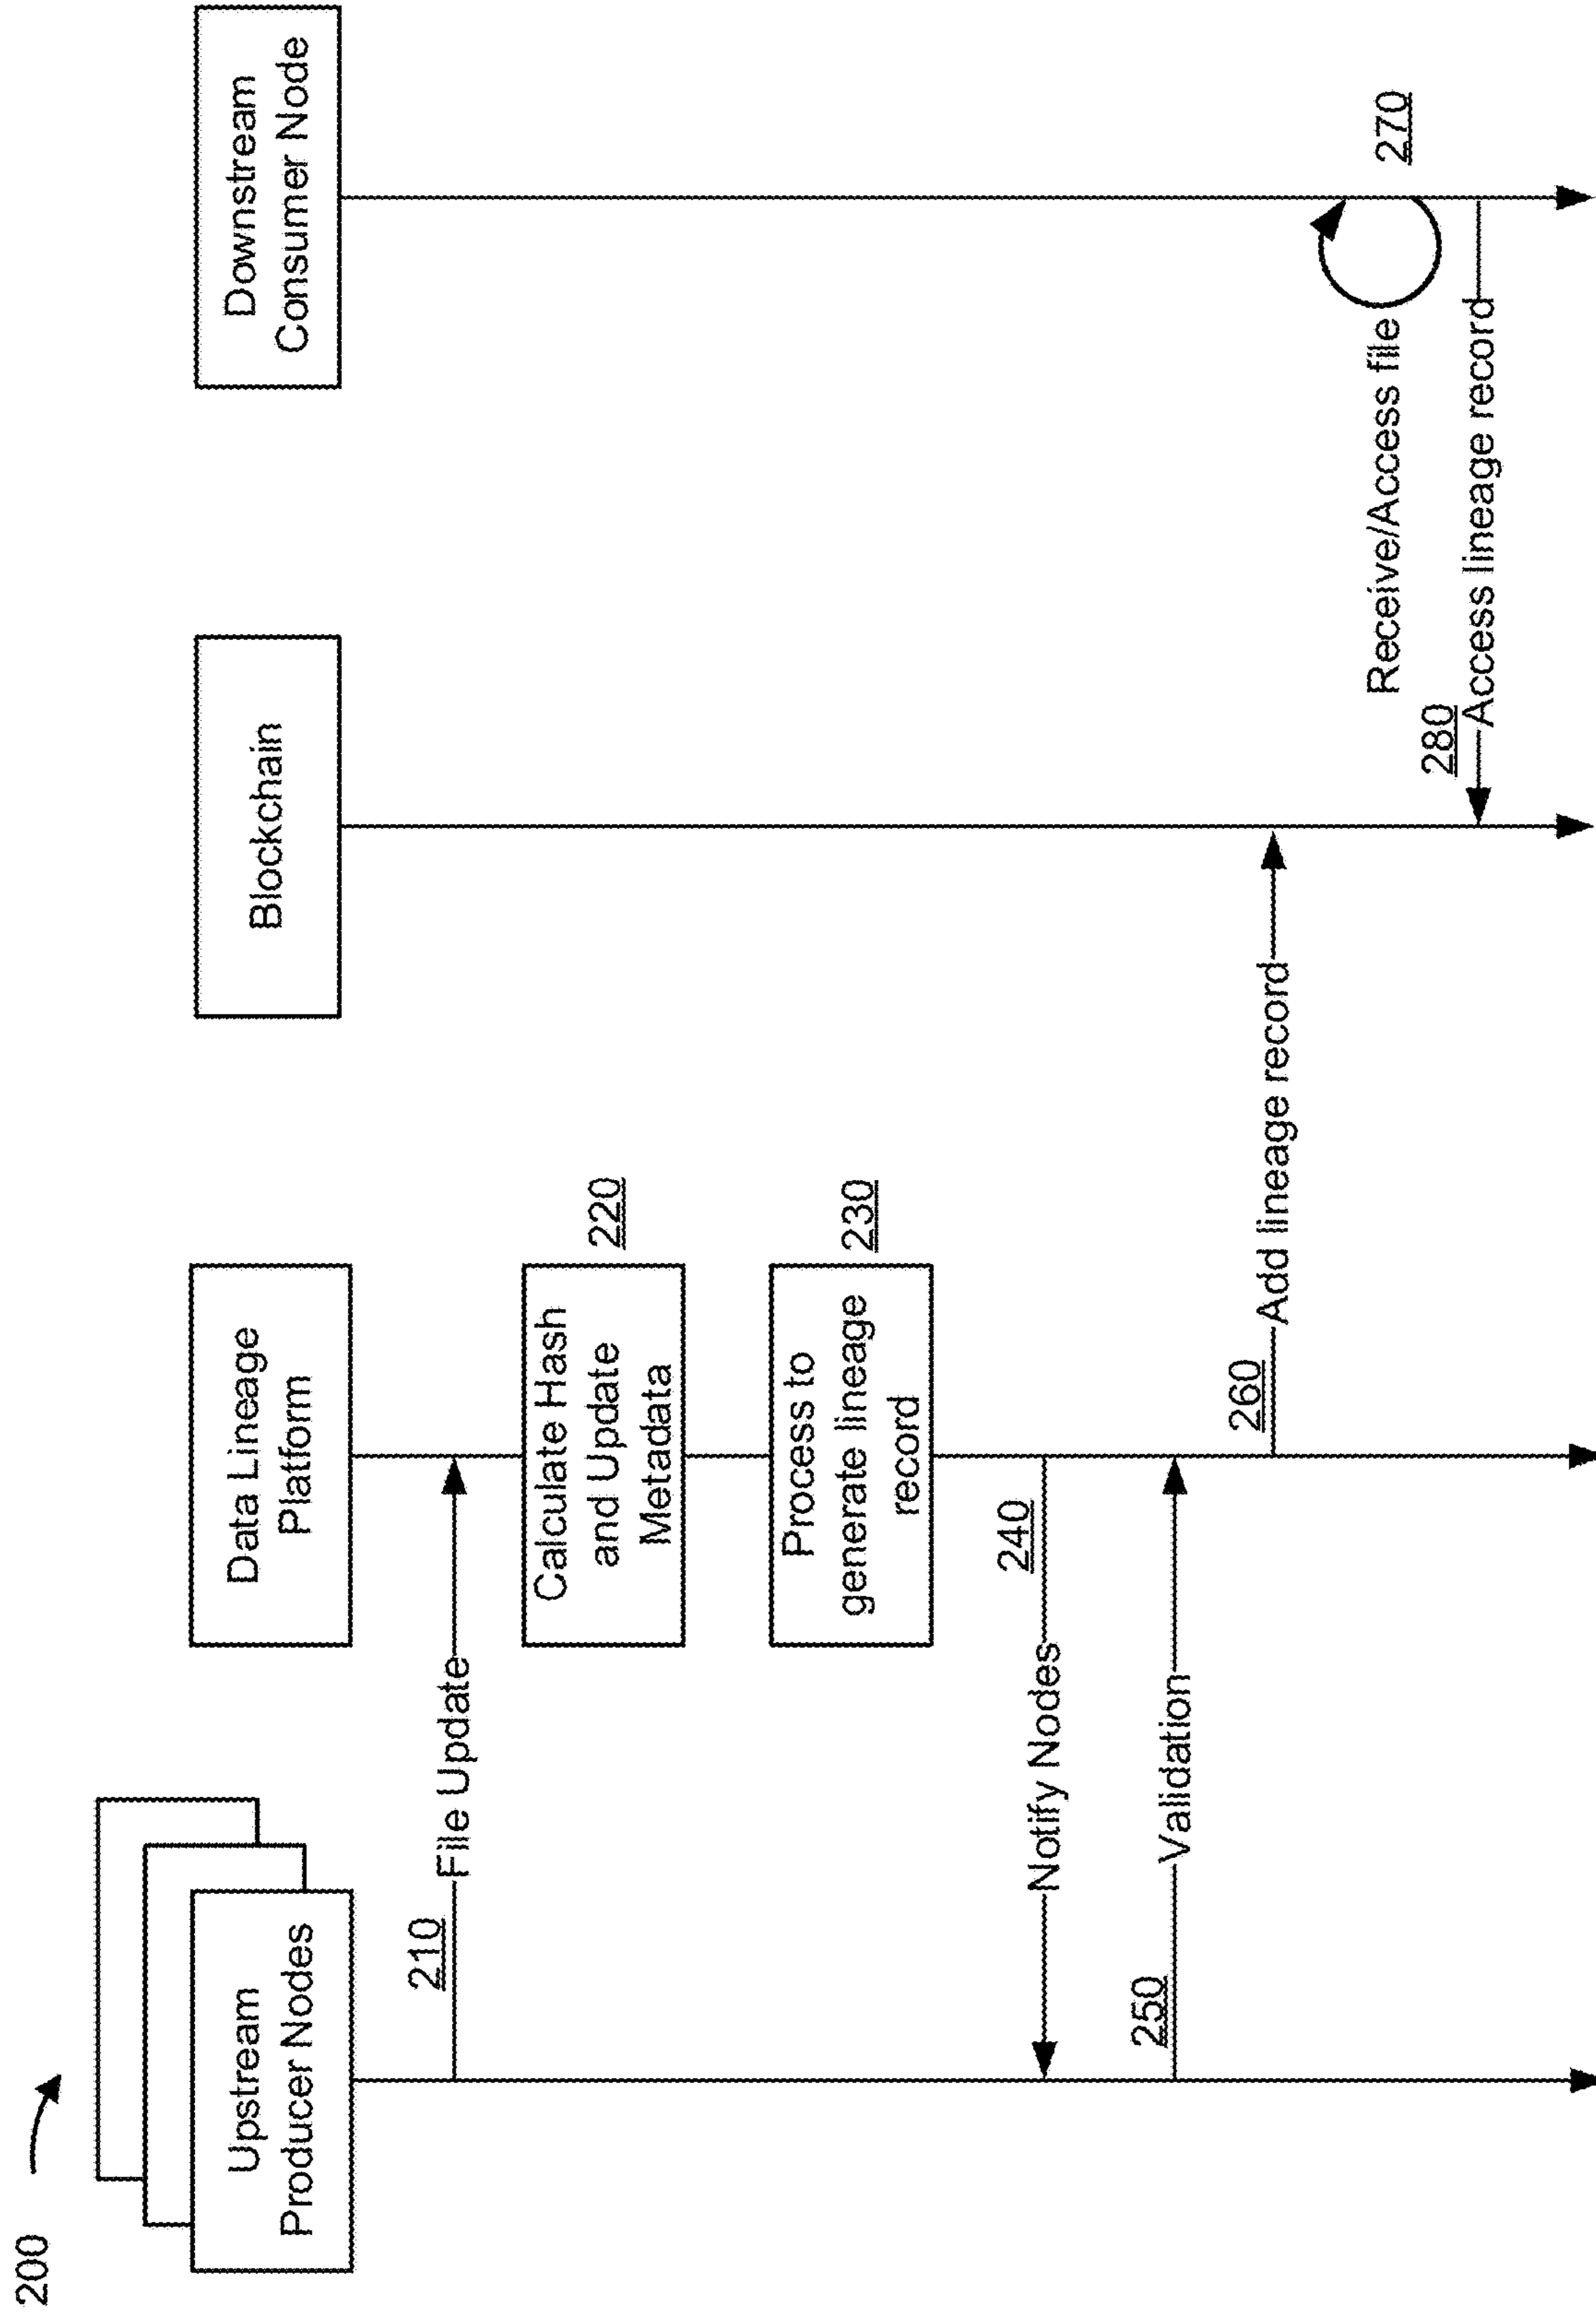 200
Upstream
Producer Nodes
Data Lineage
Platform
Blockchain
Downstream
Consumer Node
210
File Update
Calculate Hash
and Update
Metadata
220
Process to
generate lineage
record
230
240
Notify Nodes
250
Validation
260
Add lineage record
Receive/Access file
270
280
Access lineage record